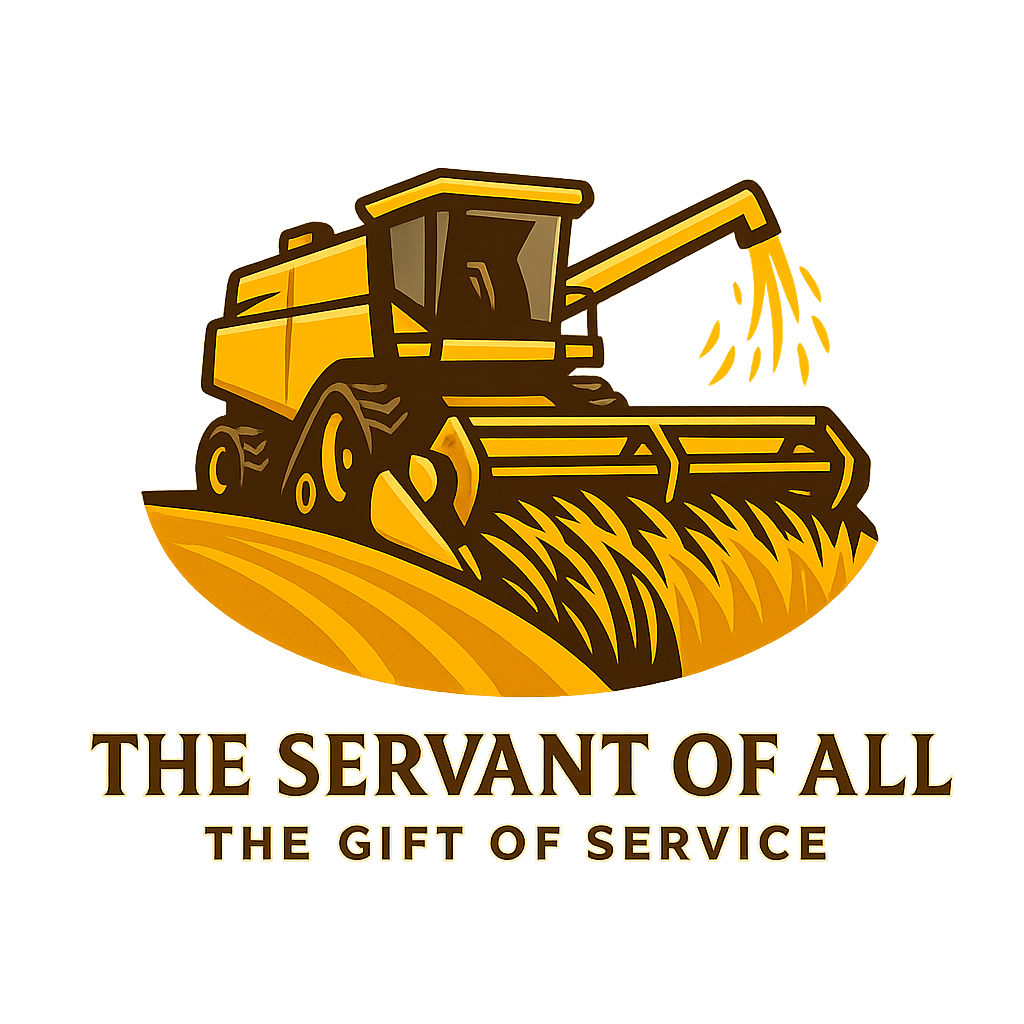 THE SERVANT OF ALL
THE GIFT OF SERVICE